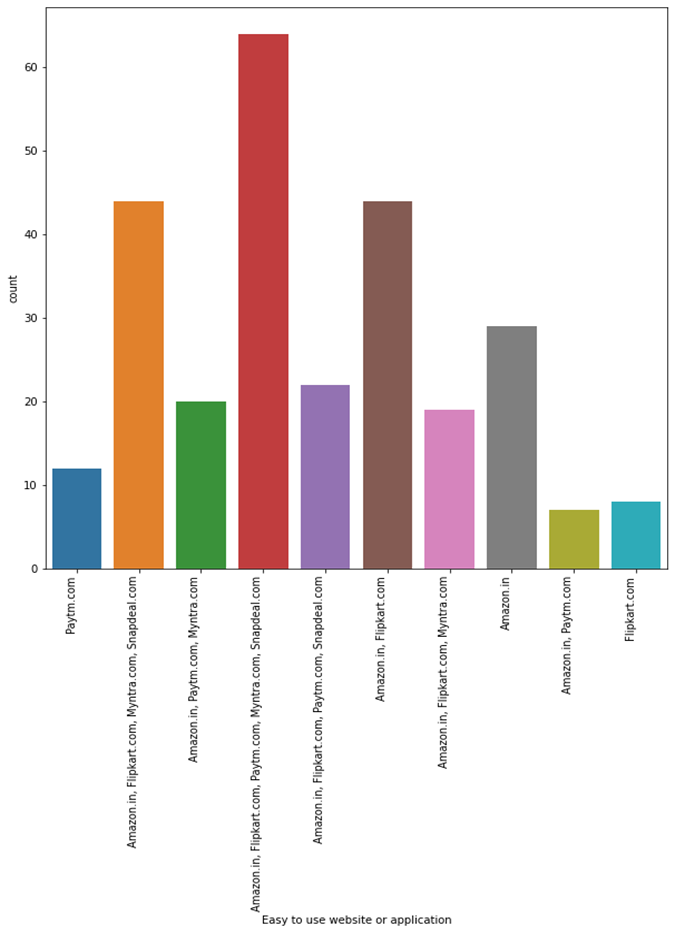 60
50
40
30
20
10
0
count
Paytm.com
Amazon.in, Flipkart.com, Myntra.com, Snapdeal.com
Amazon.in, Paytm.com, Myntra.com
Amazon.in, Flipkart.com, Paytm.com, Myntra.com, Snapdeal.com
Amazon.in, Flipkart.com, Paytm.com, Snapdeal.com
Amazon.in, Flipkart.com
Amazon.in, Flipkart.com, Myntra.com
Amazon.in
Amazon.in, Paytm.com
Flipkart.com
Easy to use website or application